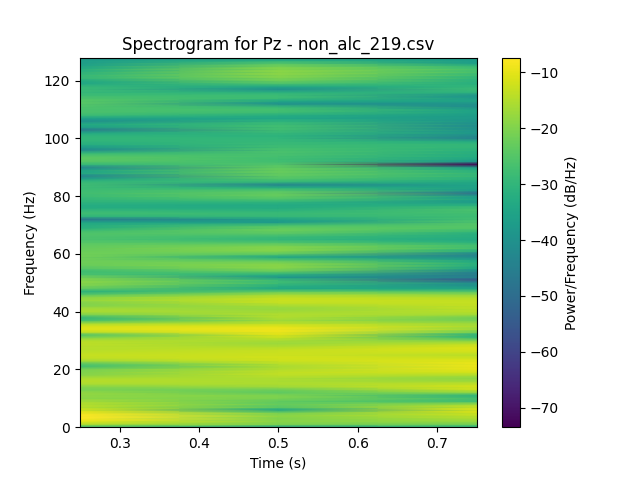 Spectrogram for Pz - non_alc_219.csv
120
100
80
60
40
20
0
Frequency (Hz)
0.3 0.4 0.5 0.6 0.7
Time (s)
−10
−20
−30
−40
−50
−60
−70
Power/Frequency (dB/Hz)